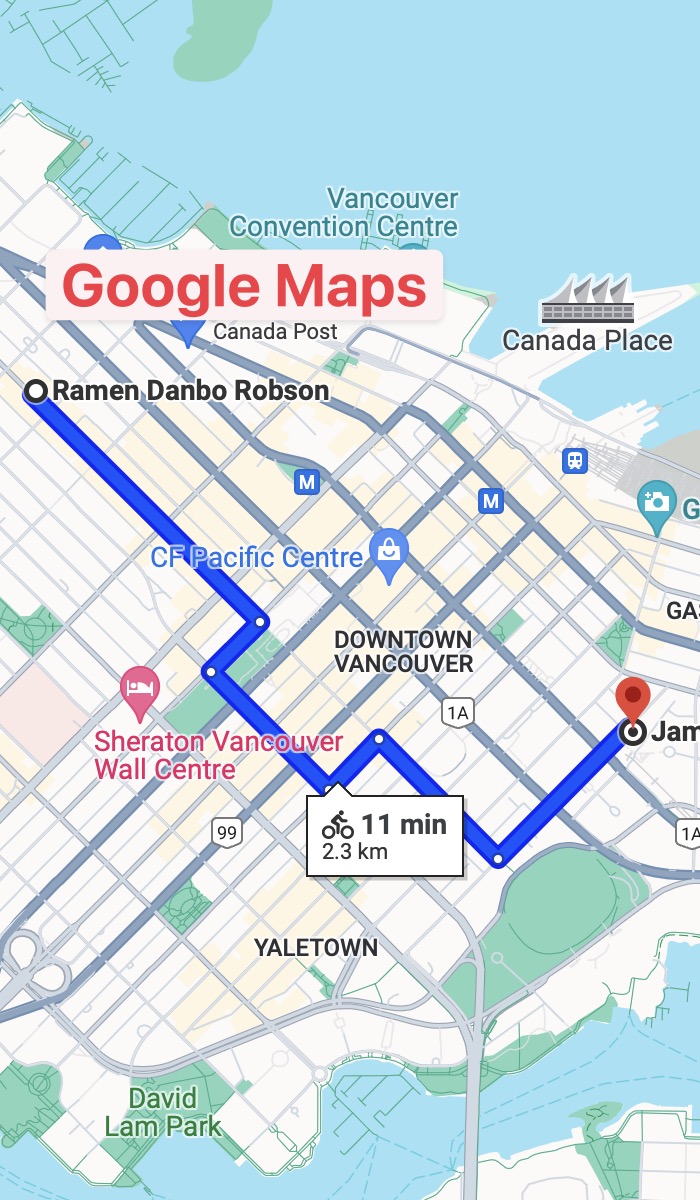 Vancouver
Convention Centre
Google Maps
Canada Post
Canada Place
Ramen Danbo Robson
M
M
CF Pacific Centre
G
GAS
DOWNTOWN
VANCOUVER
1A
Jam
Sheraton Vancouver
Wall Centre
99
11 min
2.3 km
1A
YALETOWN
David
Lam Park